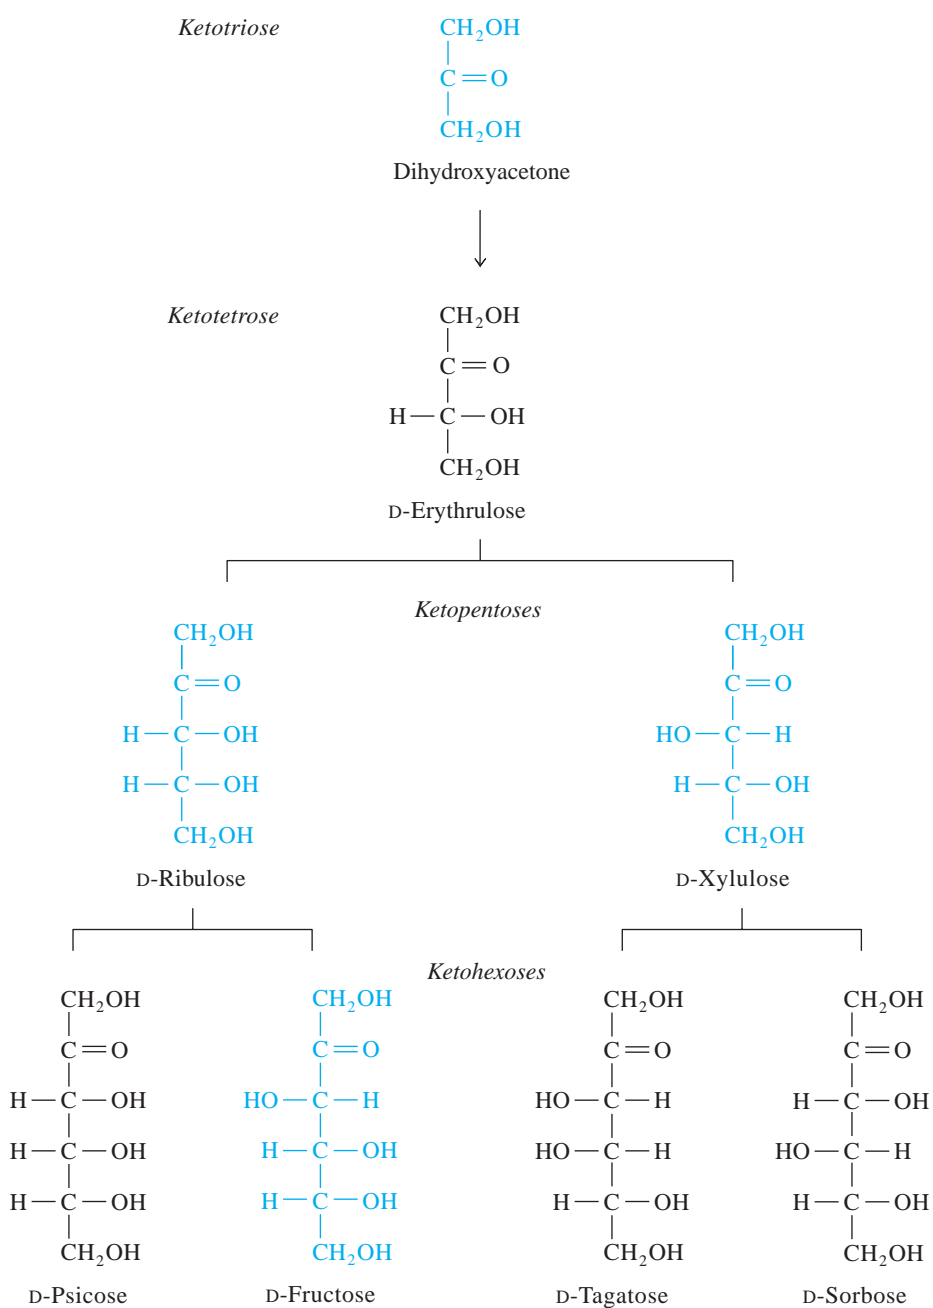 Ketotriose
CH₂OH
C=O
CH₂OH
Dihydroxyacetone
Ketotetrose
CH₂OH
C=O
H—C—OH
CH₂OH
D-Erythrulose
Ketopentoses
CH₂OH CH₂OH
C=O C=O
H—C—OH HO—C—H
H—C—OH H—C—OH
CH₂OH CH₂OH
D-Ribulose D-Xylulose
Ketohexoses
CH₂OH CH₂OH CH₂OH CH₂OH
C=O C=O C=O C=O
H—C—OH HO—C—H HO—C—H H—C—OH
H—C—OH H—C—OH HO—C—H HO—C—H
H—C—OH H—C—OH H—C—OH H—C—OH
CH₂OH CH₂OH CH₂OH CH₂OH
D-Psicose D-Fructose D-Tagatose D-Sorbose